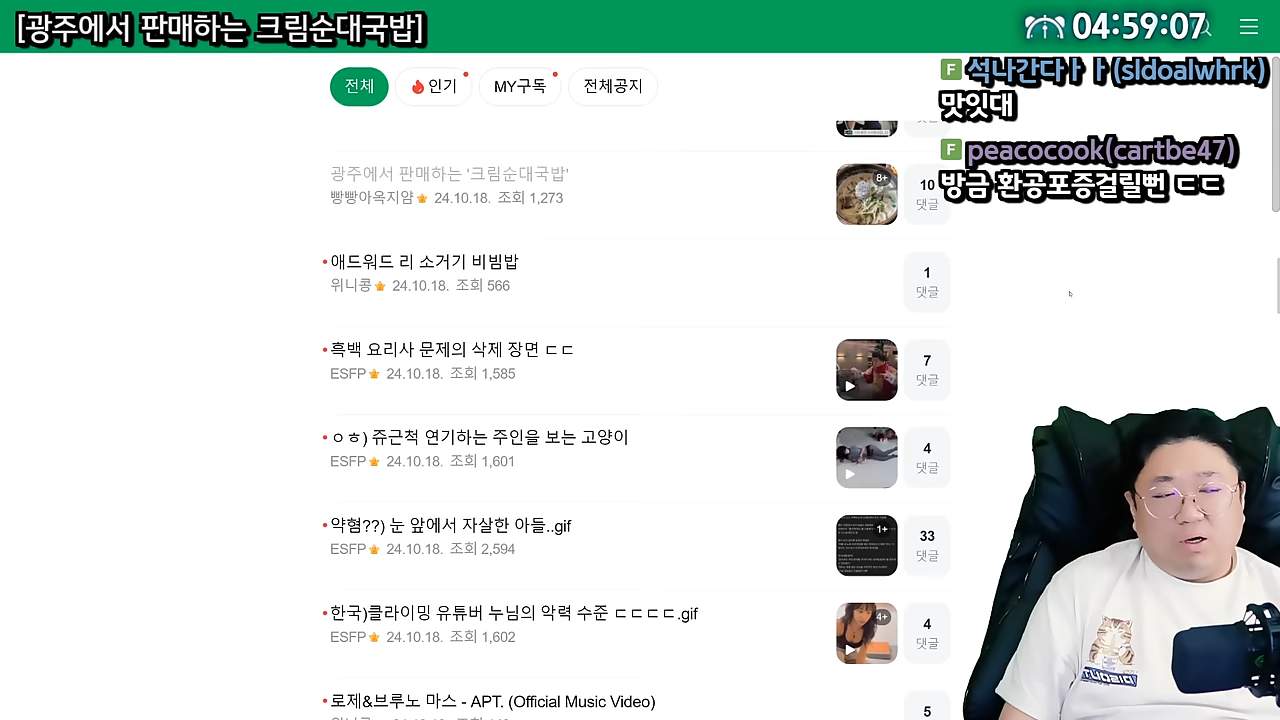 [광주에서 판매하는 크림순대국밥]
04:59:07
전체
인기
MY구독
전체공지
F 석나간다ㅏㅏ(sldoalwhrk)
맛잇대
F peacocook(cartbe47)
방금 환공포증걸릴뻔 ㄷㄷ
광주에서 판매하는 '크림순대국밥'
빵빵아옥지얌 24.10.18. 조회 1,273
8+
10
댓글
애드워드 리 소거기 비빔밥
위니콩 24.10.18. 조회 566
1
댓글
흑백 요리사 문제의 삭제 장면 ㄷㄷ
ESFP 24.10.18. 조회 1,585
7
댓글
ㅇㅎ) 쥬근척 연기하는 주인을 보는 고양이
ESFP 24.10.18. 조회 1,601
4
댓글
약혐??) 눈 앞에서 자살한 아들..gif
ESFP 24.10.18. 조회 2,594
1+
33
댓글
한국)클라이밍 유튜버 누님의 악력 수준 ㄷㄷㄷㄷ.gif
ESFP 24.10.18. 조회 1,602
4+
4
댓글
로제&브루노 마스 - APT. (Official Music Video)
5